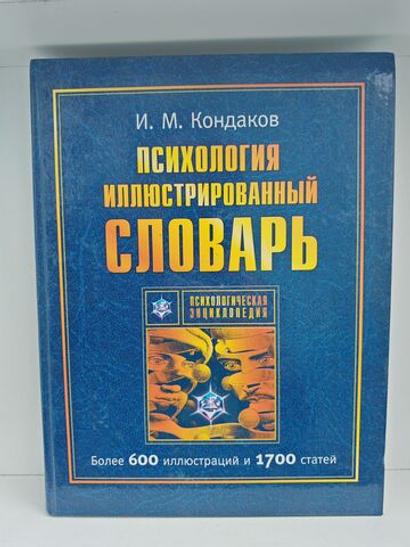 И. М. Кондаков
ПСИХОЛОГИЯ
ИЛЛЮСТРИРОВАННЫЙ
СЛОВАРЬ
ПСИХОЛОГИЧЕСКАЯ
ЭНЦИКЛОПЕДИЯ
Более 600 иллюстраций и 1700 статей